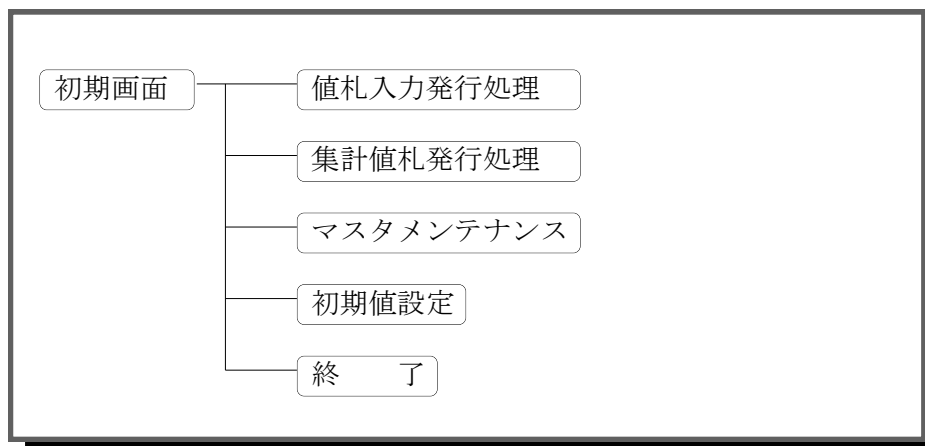 初期画面
値札入力発行処理
集計値札発行処理
マスタメンテナンス
初期値設定
終　　了